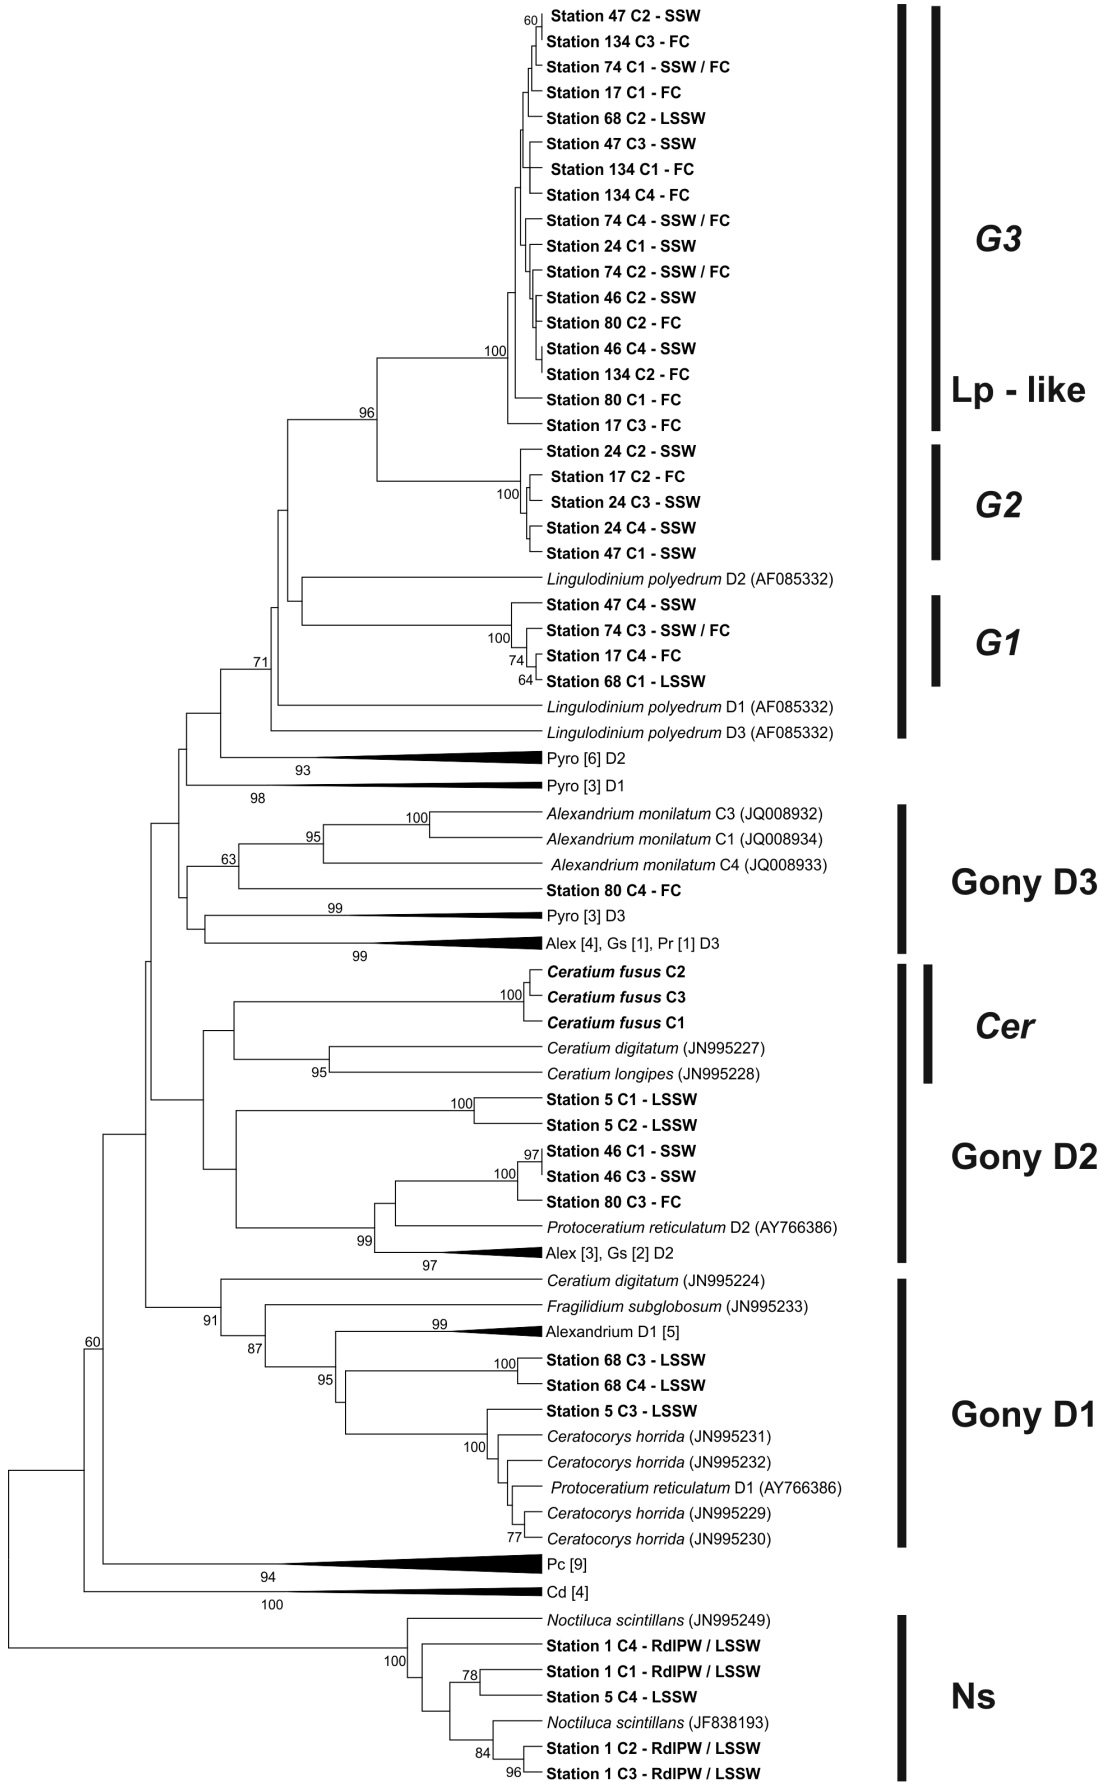 60
Station 47 C2 - SSW
Station 134 C3 - FC
Station 74 C1 - SSW / FC
Station 17 C1 - FC
Station 68 C2 - LSSW
Station 47 C3 - SSW
Station 134 C1 - FC
Station 134 C4 - FC
Station 74 C4 - SSW / FC
G3
Station 24 C1 - SSW
Station 74 C2 - SSW / FC
Station 46 C2 - SSW
Station 80 C2 - FC
100
Station 46 C4 - SSW
Station 134 C2 - FC
Lp - like
Station 80 C1 - FC
96
Station 17 C3 - FC
Station 24 C2 - SSW
Station 17 C2 - FC
100
Station 24 C3 - SSW
G2
Station 24 C4 - SSW
Station 47 C1 - SSW
Lingulodinium polyedrum D2 (AF085332)
Station 47 C4 - SSW
100
Station 74 C3 - SSW / FC
G1
74
Station 17 C4 - FC
71
64
Station 68 C1 - LSSW
Lingulodinium polyedrum D1 (AF085332)
Lingulodinium polyedrum D3 (AF085332)
Pyro [6] D2
93
Pyro [3] D1
98
Alexandrium monilatum C3 (JQ008932)
100
95
Alexandrium monilatum C1 (JQ008934)
63
Alexandrium monilatum C4 (JQ008933)
Gony D3
Station 80 C4 - FC
99
Pyro [3] D3
Alex [4], Gs [1], Pr [1] D3
99
Ceratium fusus C2
100
Ceratium fusus C3
Ceratium fusus C1
Cer
Ceratium digitatum (JN995227)
95
Ceratium longipes (JN995228)
100
Station 5 C1 - LSSW
Station 5 C2 - LSSW
97
Station 46 C1 - SSW
Gony D2
100
Station 46 C3 - SSW
Station 80 C3 - FC
Protoceratium reticulatum D2 (AY766386)
99
Alex [3], Gs [2] D2
97
Ceratium digitatum (JN995224)
91
Fragilidium subglobosum (JN995233)
99
Alexandrium D1 [5]
60
87
100
Station 68 C3 - LSSW
95
Station 68 C4 - LSSW
Station 5 C3 - LSSW
Gony D1
Ceratocorys horrida (JN995231)
100
Ceratocorys horrida (JN995232)
Protoceratium reticulatum D1 (AY766386)
Ceratocorys horrida (JN995229)
77
Ceratocorys horrida (JN995230)
Pc [9]
94
Cd [4]
100
Noctiluca scintillans (JN995249)
100
Station 1 C4 - RdlPW / LSSW
78
Station 1 C1 - RdlPW / LSSW
Station 5 C4 - LSSW
Ns
Noctiluca scintillans (JF838193)
84
Station 1 C2 - RdlPW / LSSW
96
Station 1 C3 - RdlPW / LSSW